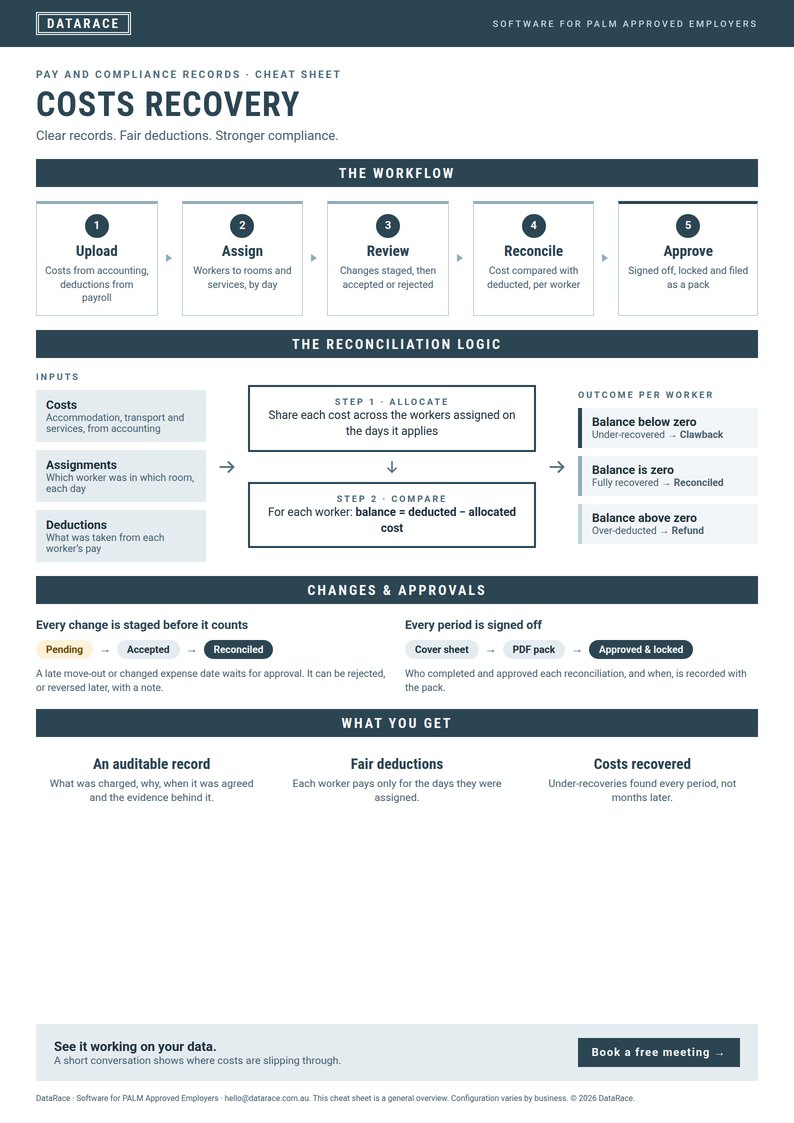 DATARACE
SOFTWARE FOR PALM APPROVED EMPLOYERS
PAY AND COMPLIANCE RECORDS · CHEAT SHEET
COSTS RECOVERY
Clear records. Fair deductions. Stronger compliance.
THE WORKFLOW
1
Upload
Costs from accounting,
deductions from
payroll
2
Assign
Workers to rooms and
services, by day
3
Review
Changes staged, then
accepted or rejected
4
Reconcile
Cost compared with
deducted, per worker
5
Approve
Signed off, locked and filed
as a pack
THE RECONCILIATION LOGIC
INPUTS
Costs
Accommodation, transport and
services, from accounting
Assignments
Which worker was in which room,
each day
Deductions
What was taken from each
worker's pay
→
STEP 1 · ALLOCATE
Share each cost across the workers assigned on
the days it applies
↓
STEP 2 · COMPARE
For each worker: balance = deducted − allocated
cost
→
OUTCOME PER WORKER
Balance below zero
Under-recovered → Clawback
Balance is zero
Fully recovered → Reconciled
Balance above zero
Over-deducted → Refund
CHANGES & APPROVALS
Every change is staged before it counts
Pending → Accepted → Reconciled
A late move-out or changed expense date waits for approval. It can be rejected,
or reversed later, with a note.
Every period is signed off
Cover sheet → PDF pack → Approved & locked
Who completed and approved each reconciliation, and when, is recorded with
the pack.
WHAT YOU GET
An auditable record
What was charged, why, when it was agreed
and the evidence behind it.
Fair deductions
Each worker pays only for the days they were
assigned.
Costs recovered
Under-recoveries found every period, not
months later.
See it working on your data.
A short conversation shows where costs are slipping through.
Book a free meeting →
DataRace · Software for PALM Approved Employers · hello@datarace.com.au. This cheat sheet is a general overview. Configuration varies by business. © 2026 DataRace.